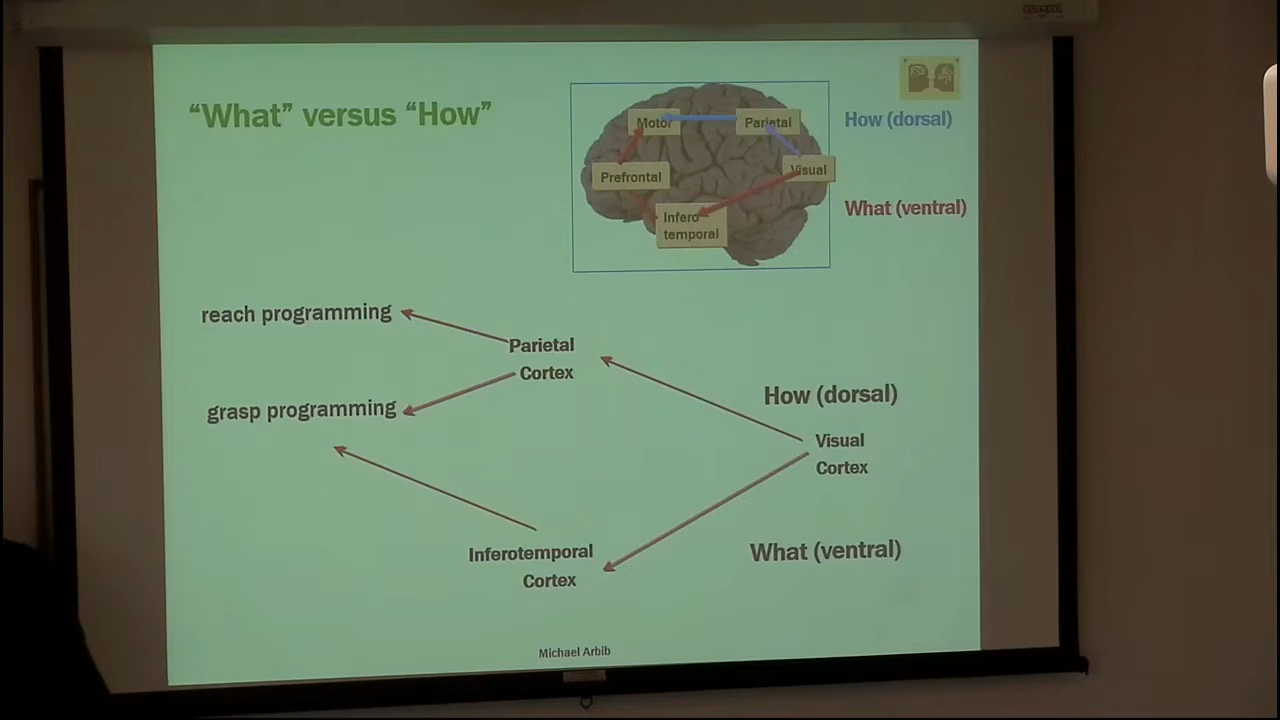 “What” versus “How”
Motor
Parietal
How (dorsal)
Prefrontal
Visual
What (ventral)
Infero
temporal
reach programming
Parietal
Cortex
grasp programming
How (dorsal)
Visual
Cortex
Inferotemporal
Cortex
What (ventral)
Michael Arbib